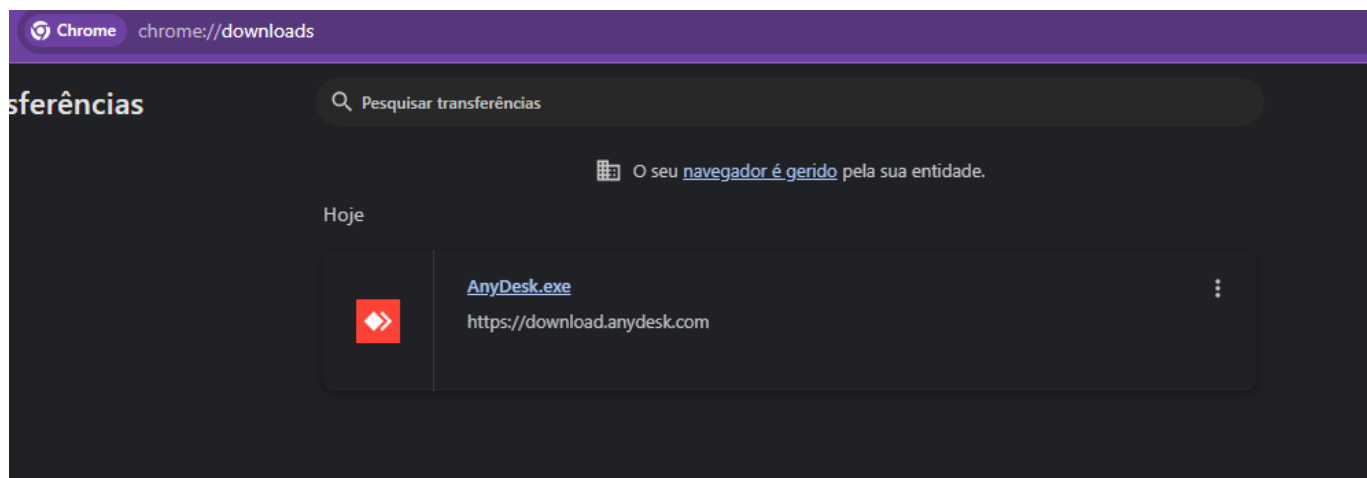 Chrome chrome://downloads
sferências
Pesquisar transferências
O seu navegador é gerido pela sua entidade.
Hoje
AnyDesk.exe
https://download.anydesk.com